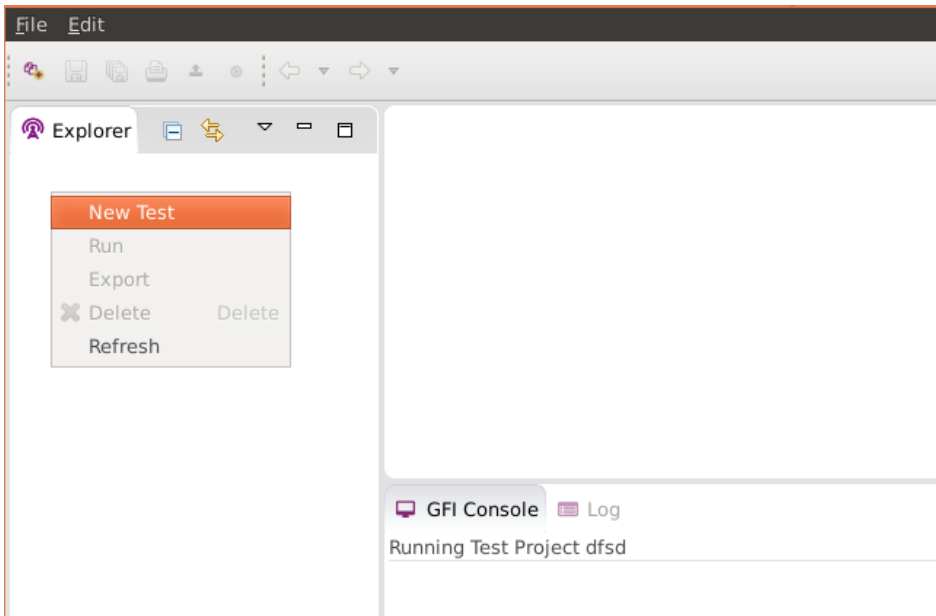 File Edit
Explorer
New Test
Run
Export
Delete Delete
Refresh
GFI Console Log
Running Test Project dfsd